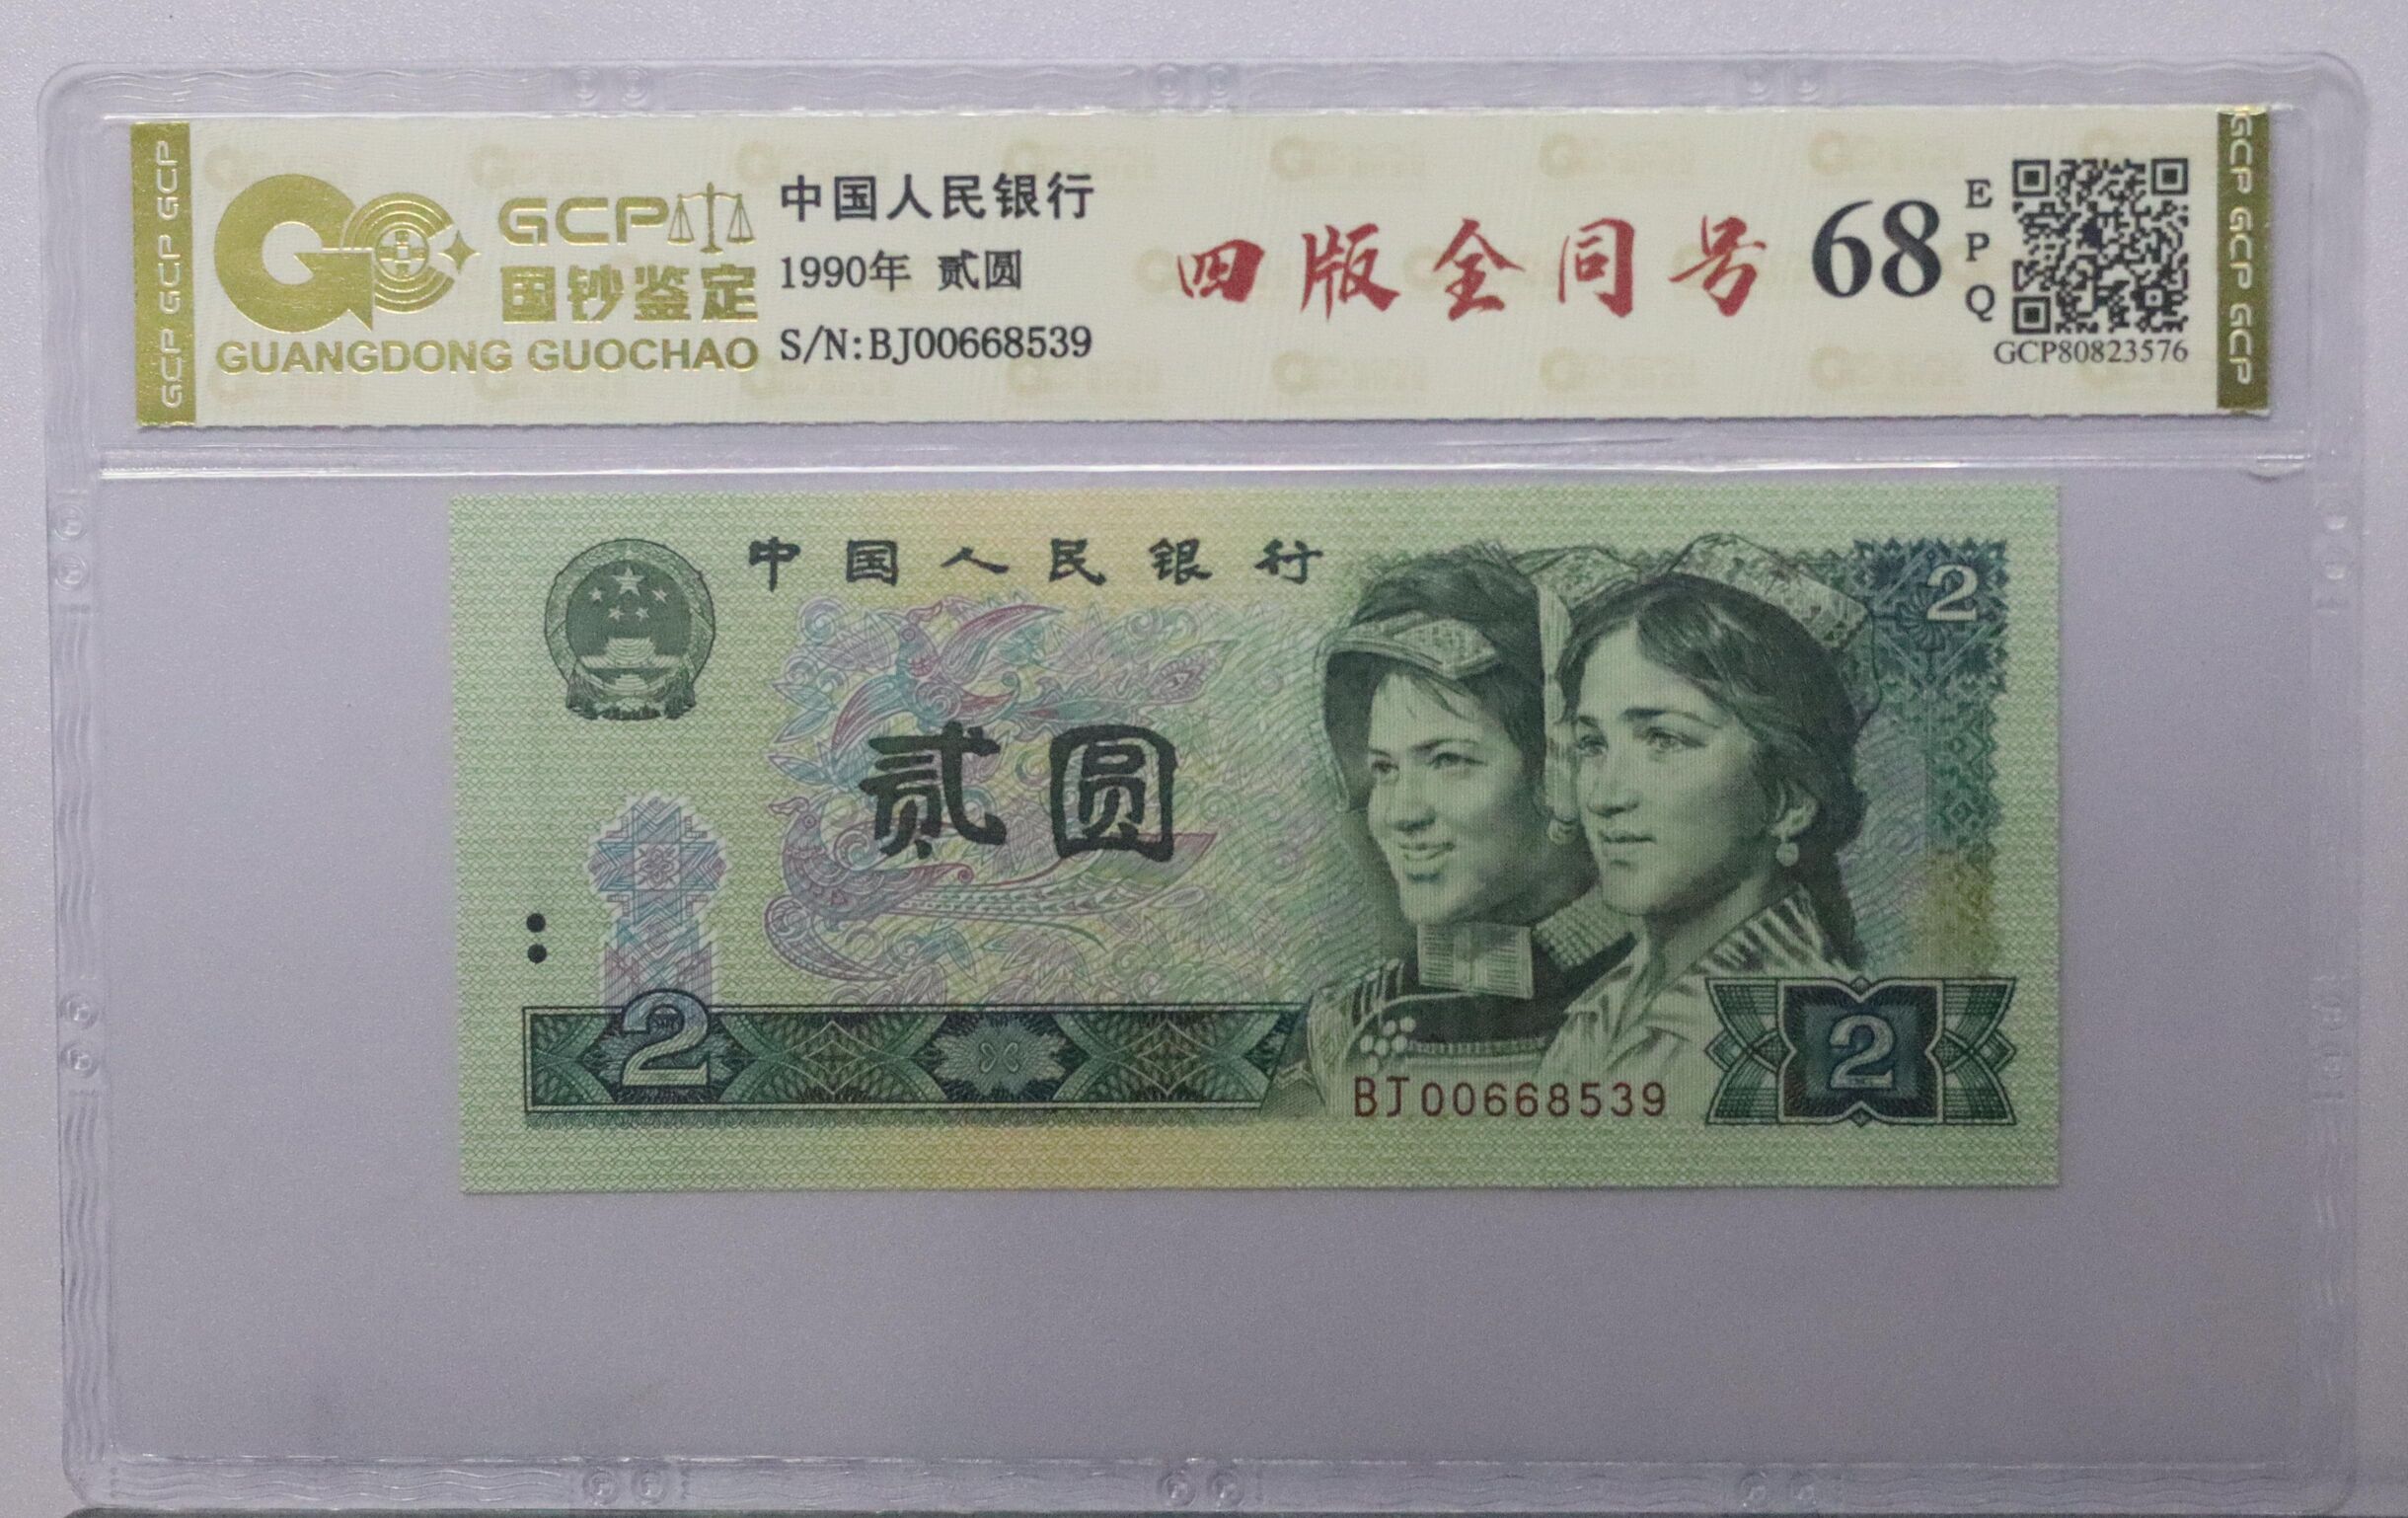 GCP GCP GCP
GCP
国钞鉴定
GUANGDONG GUOCHAO
中国人民银行
1990年 贰圆
S/N:BJ00668539
四版全同号
68
EPQ
GCP80823576
GCP GCP GCP
中国人民银行
2
贰圆
2
BJ00668539
2